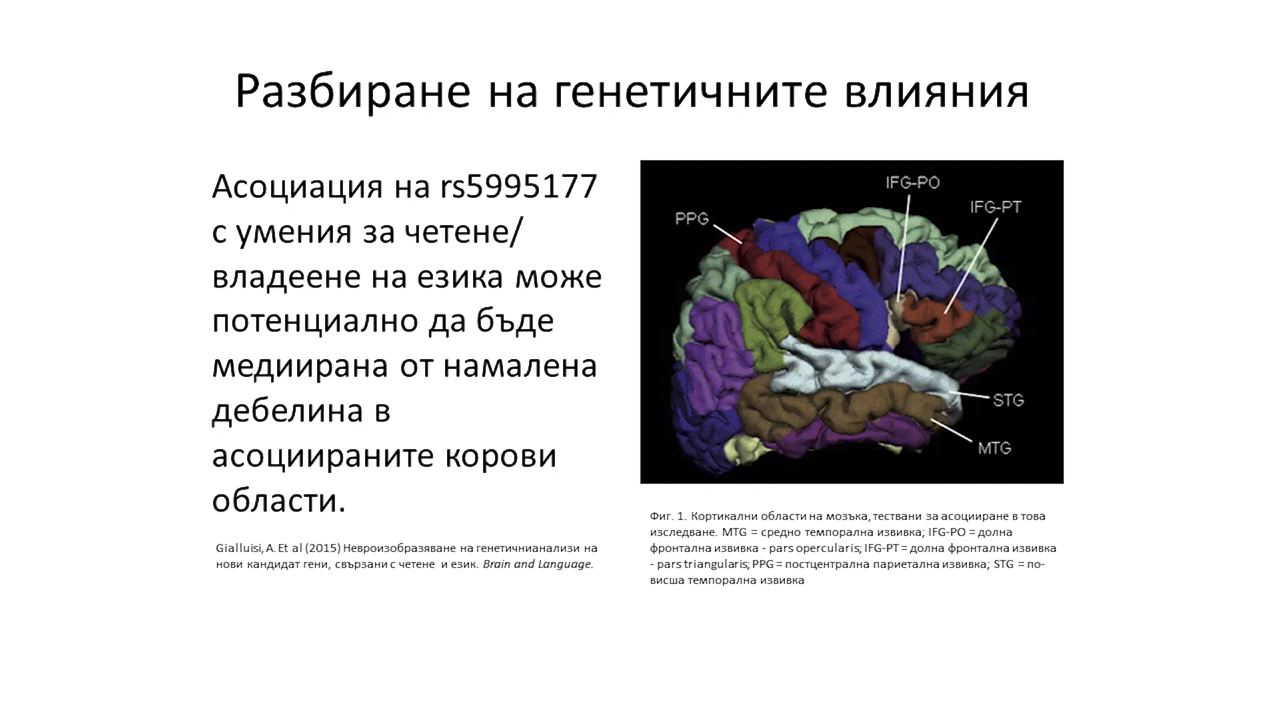 Разбиране на генетичните влияния
Асоциация на rs5995177
с умения за четене/
владеене на езика може
потенциално да бъде
медиирана от намалена
дебелина в
асоциираните корови
области.
Gialluisi, A. Et al (2015) Невроизобразяване на генетичнианализи на
нови кандидат гени, свързани с четене и език. Brain and Language.
IFG-PO
IFG-PT
PPG
STG
MTG
Фиг. 1. Кортикални области на мозъка, тествани за асоцииране в това
изследване. MTG = средно темпорална извивка; IFG-PO = долна
фронтална извивка - pars opercularis; IFG-PT = долна фронтална извивка
- pars triangularis; PPG = постцентрална париетална извивка; STG = по-
висша темпорална извивка